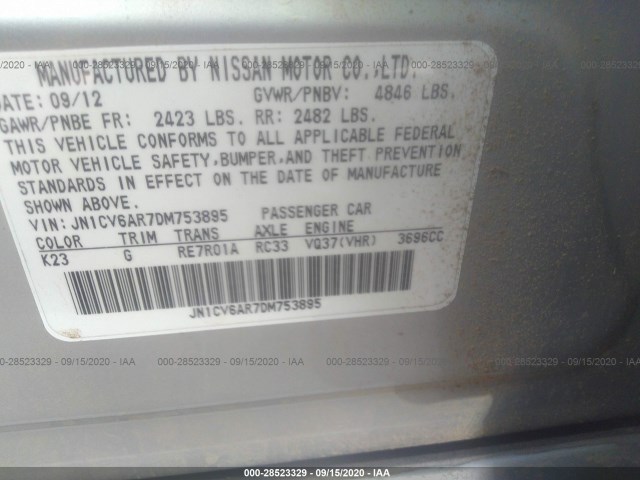 MANUFACTURED BY NISSAN MOTOR CO.,LTD.
DATE: 09/12 GVWR/PNBV: 4846 LBS.
GAWR/PNBE FR: 2423 LBS. RR: 2482 LBS.
THIS VEHICLE CONFORMS TO ALL APPLICABLE FEDERAL
MOTOR VEHICLE SAFETY,BUMPER,AND THEFT PREVENTION
STANDARDS IN EFFECT ON THE DATE OF MANUFACTURE
SHOWN ABOVE.
VIN:JN1CV6AR7DM753895 PASSENGER CAR
COLOR TRIM TRANS AXLE ENGINE
K23 G RE7R01A RC33 VQ37(VHR) 3696CC
JN1CV6AR7DM753895
000-28523329 - 09/15/2020 - IAA